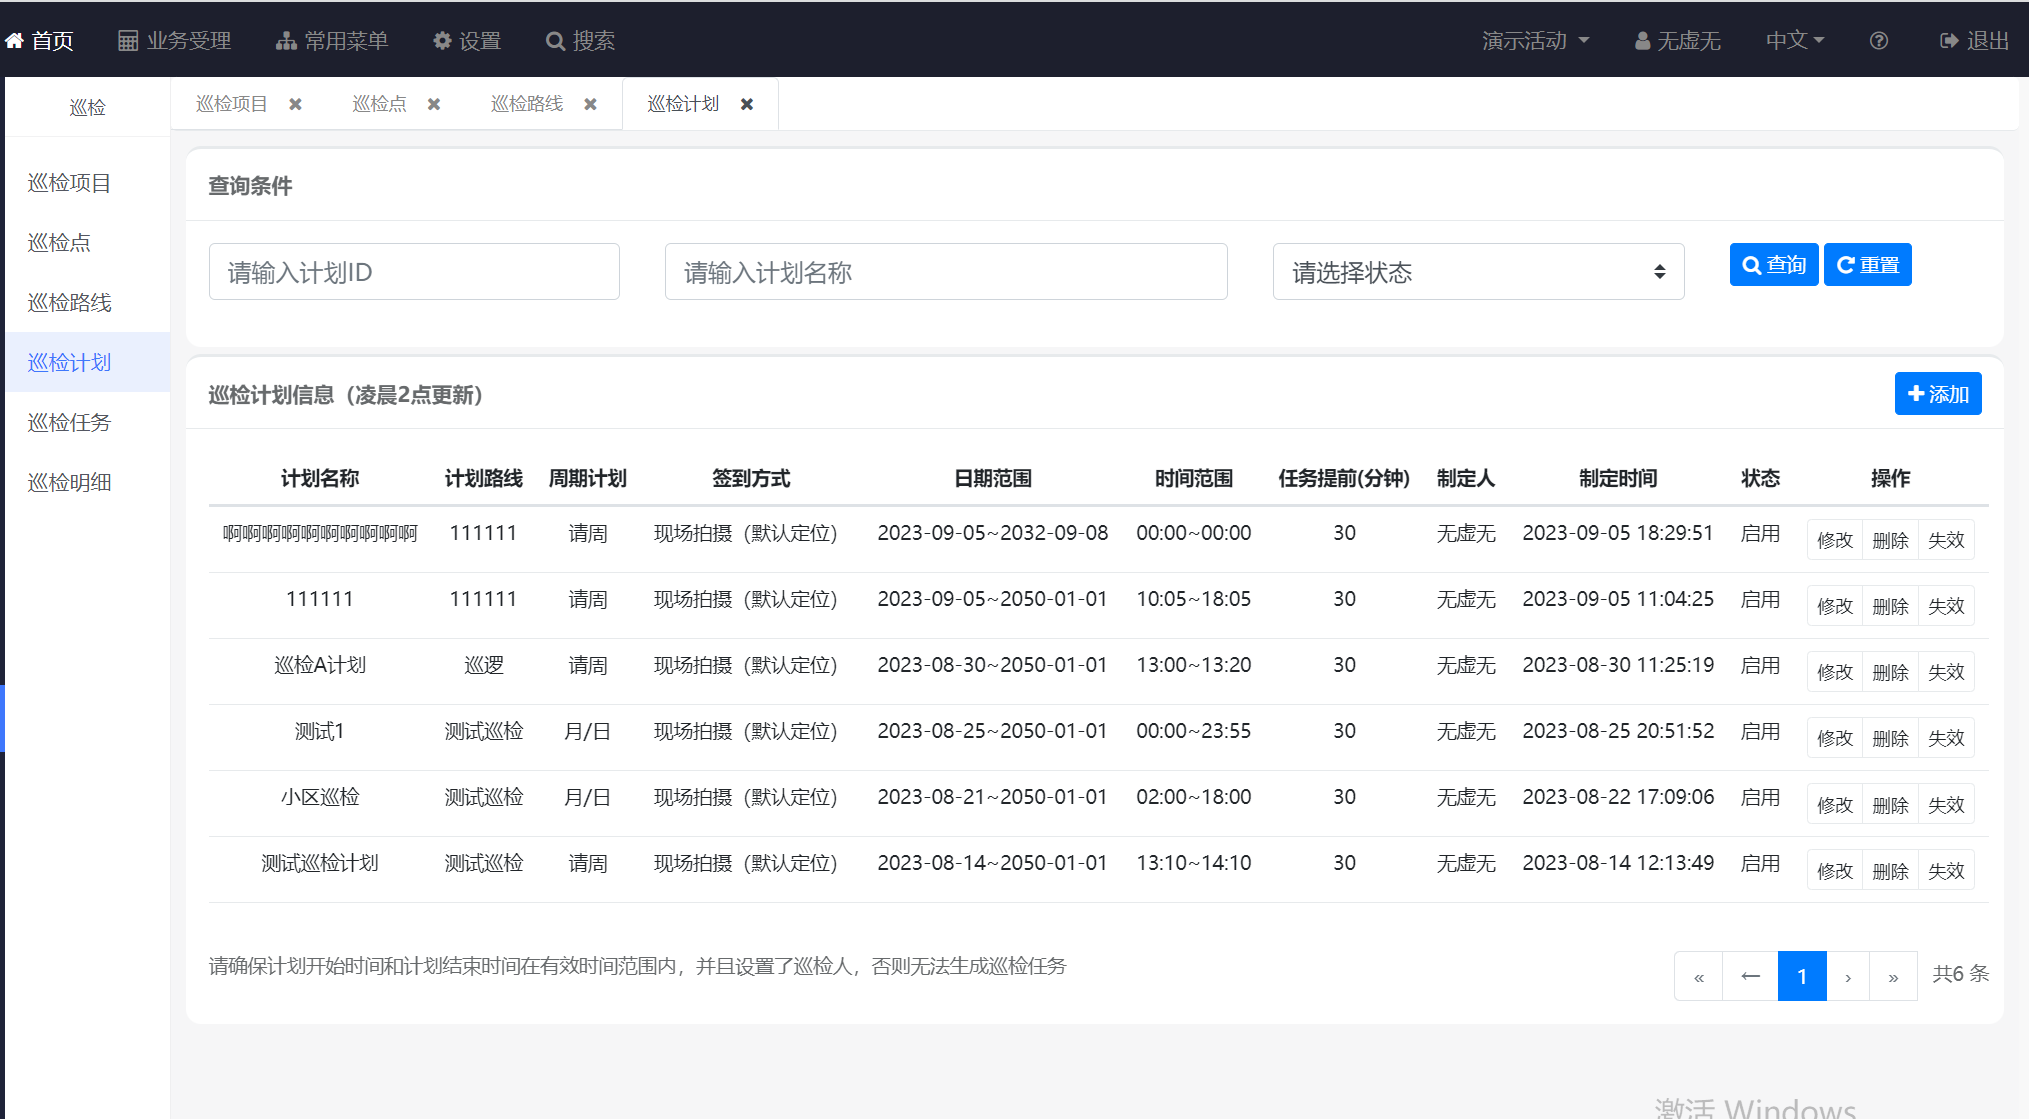 首页 业务受理 常用菜单 设置 搜索 演示活动 无虚无 中文 退出
巡检 巡检项目 巡检点 巡检路线 巡检计划
巡检项目
巡检点
巡检路线
巡检计划
巡检任务
巡检明细
查询条件
请输入计划ID 请输入计划名称 请选择状态 查询 重置
巡检计划信息（凌晨2点更新） 添加
计划名称 计划路线 周期计划 签到方式 日期范围 时间范围 任务提前(分钟) 制定人 制定时间 状态 操作
啊啊啊啊啊啊啊啊啊啊 111111 请周 现场拍摄（默认定位） 2023-09-05~2032-09-08 00:00~00:00 30 无虚无 2023-09-05 18:29:51 启用 修改 删除 失效
111111 111111 请周 现场拍摄（默认定位） 2023-09-05~2050-01-01 10:05~18:05 30 无虚无 2023-09-05 11:04:25 启用 修改 删除 失效
巡检A计划 巡逻 请周 现场拍摄（默认定位） 2023-08-30~2050-01-01 13:00~13:20 30 无虚无 2023-08-30 11:25:19 启用 修改 删除 失效
测试1 测试巡检 月/日 现场拍摄（默认定位） 2023-08-25~2050-01-01 00:00~23:55 30 无虚无 2023-08-25 20:51:52 启用 修改 删除 失效
小区巡检 测试巡检 月/日 现场拍摄（默认定位） 2023-08-21~2050-01-01 02:00~18:00 30 无虚无 2023-08-22 17:09:06 启用 修改 删除 失效
测试巡检计划 测试巡检 请周 现场拍摄（默认定位） 2023-08-14~2050-01-01 13:10~14:10 30 无虚无 2023-08-14 12:13:49 启用 修改 删除 失效
请确保计划开始时间和计划结束时间在有效时间范围内，并且设置了巡检人，否则无法生成巡检任务
« ← 1 › » 共6 条
激活 Windows